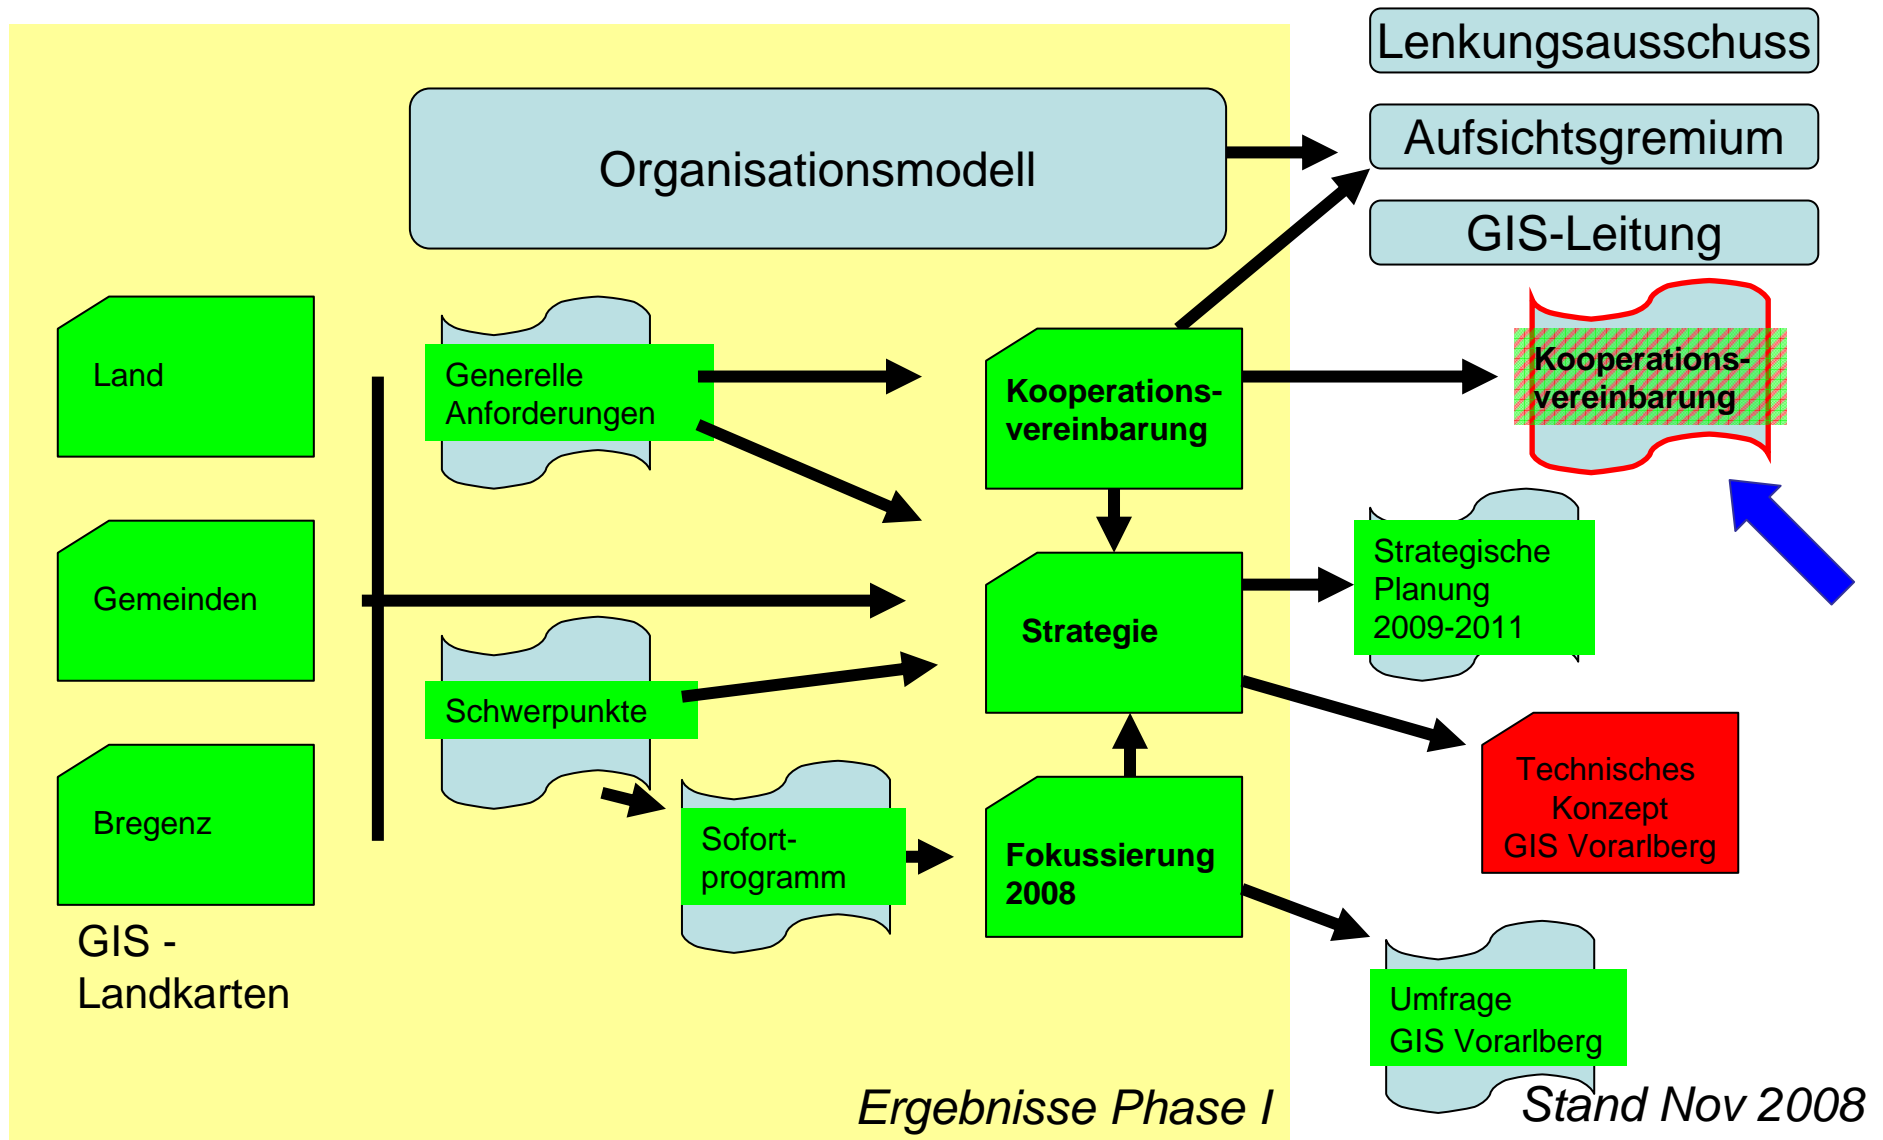 Lenkungsausschuss
Aufsichtsgremium
GIS-Leitung
Organisationsmodell
Land
Gemeinden
Bregenz
GIS -
Landkarten
Generelle
Anforderungen
Schwerpunkte
Sofort-
programm
Kooperations-
vereinbarung
Strategie
Fokussierung
2008
Kooperations-
vereinbarung
Strategische
Planung
2009-2011
Technisches
Konzept
GIS Vorarlberg
Umfrage
GIS Vorarlberg
Ergebnisse Phase I
Stand Nov 2008